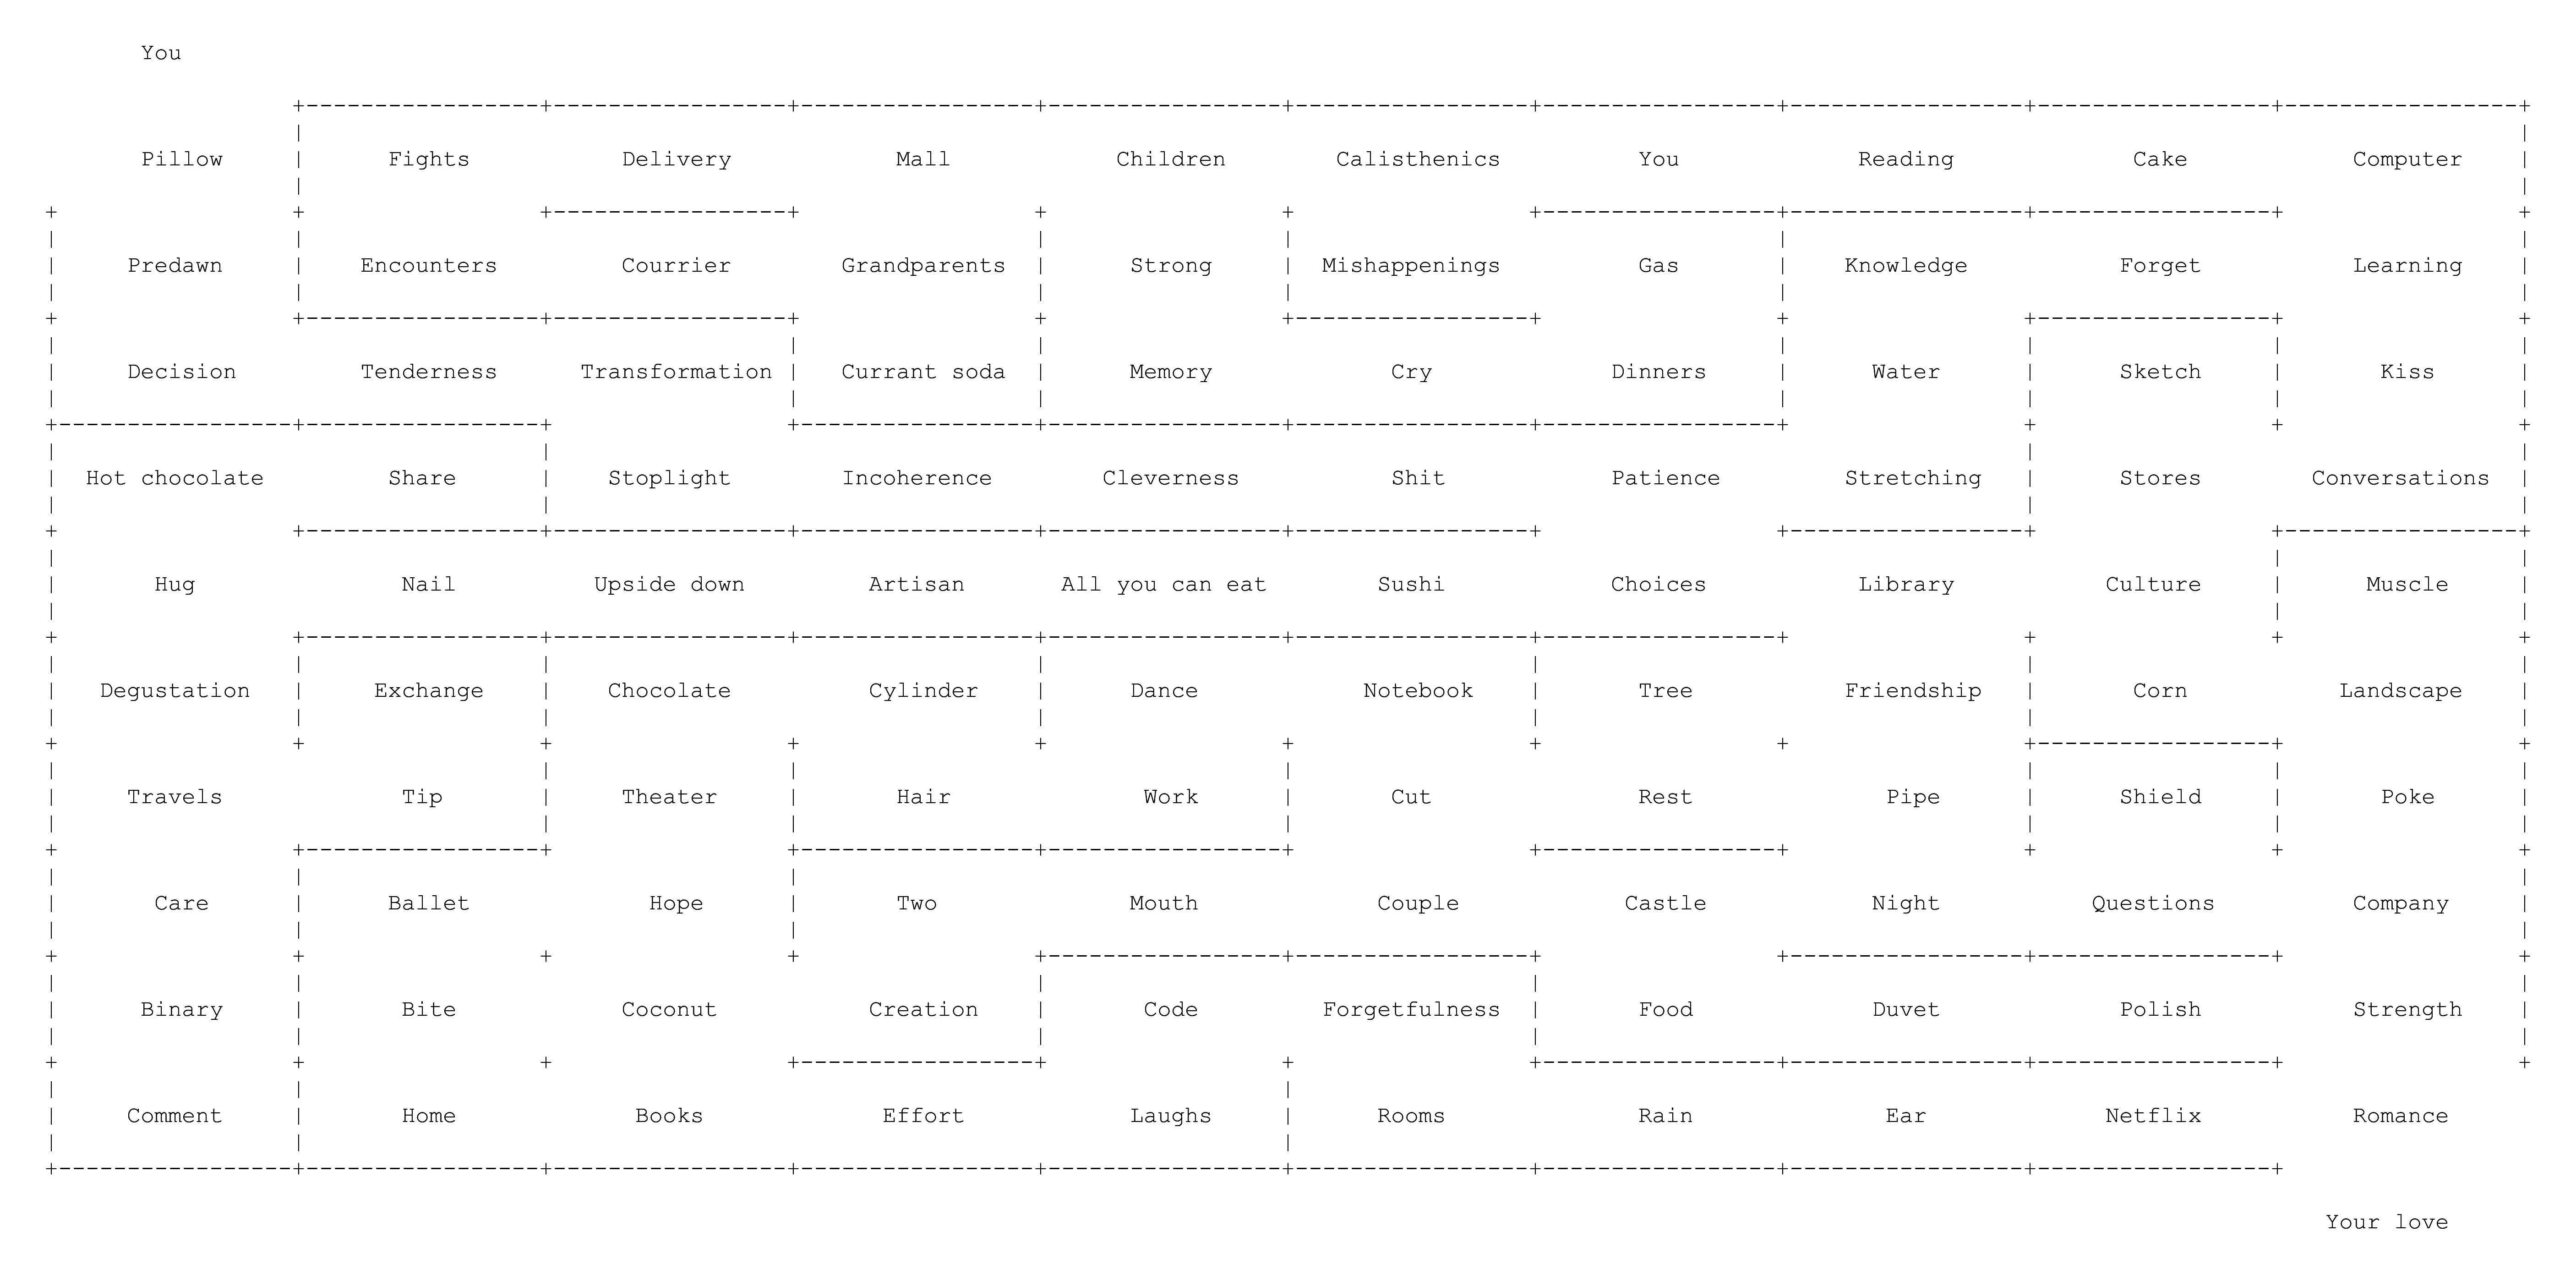 You
Pillow Fights Delivery Mall Children Calisthenics You Reading Cake Computer
Predawn Encounters Courrier Grandparents Strong Mishappenings Gas Knowledge Forget Learning
Decision Tenderness Transformation Currant soda Memory Cry Dinners Water Sketch Kiss
Hot chocolate Share Stoplight Incoherence Cleverness Shit Patience Stretching Stores Conversations
Hug Nail Upside down Artisan All you can eat Sushi Choices Library Culture Muscle
Degustation Exchange Chocolate Cylinder Dance Notebook Tree Friendship Corn Landscape
Travels Tip Theater Hair Work Cut Rest Pipe Shield Poke
Care Ballet Hope Two Mouth Couple Castle Night Questions Company
Binary Bite Coconut Creation Code Forgetfulness Food Duvet Polish Strength
Comment Home Books Effort Laughs Rooms Rain Ear Netflix Romance
Your love